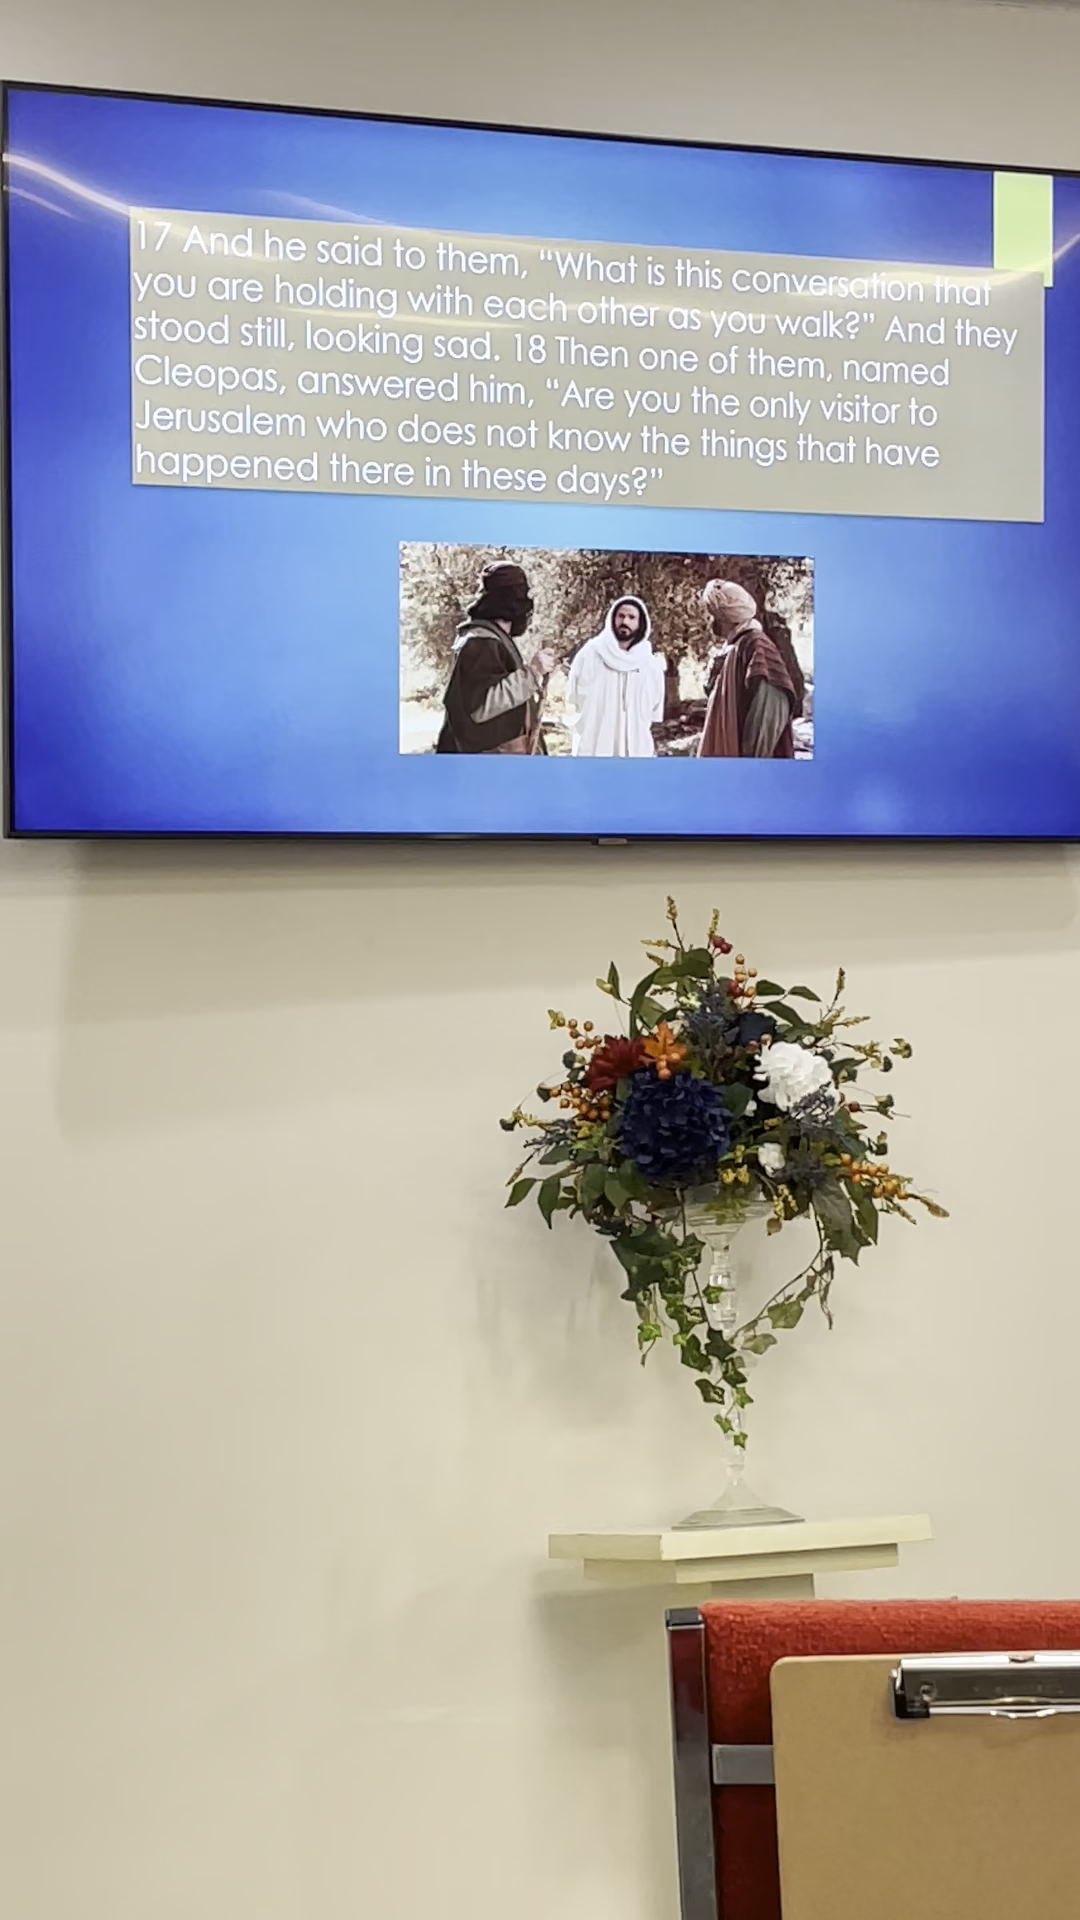 17 And he said to them, “What is this conversation that
you are holding with each other as you walk?” And they
stood still, looking sad. 18 Then one of them, named
Cleopas, answered him, “Are you the only visitor to
Jerusalem who does not know the things that have
happened there in these days?”